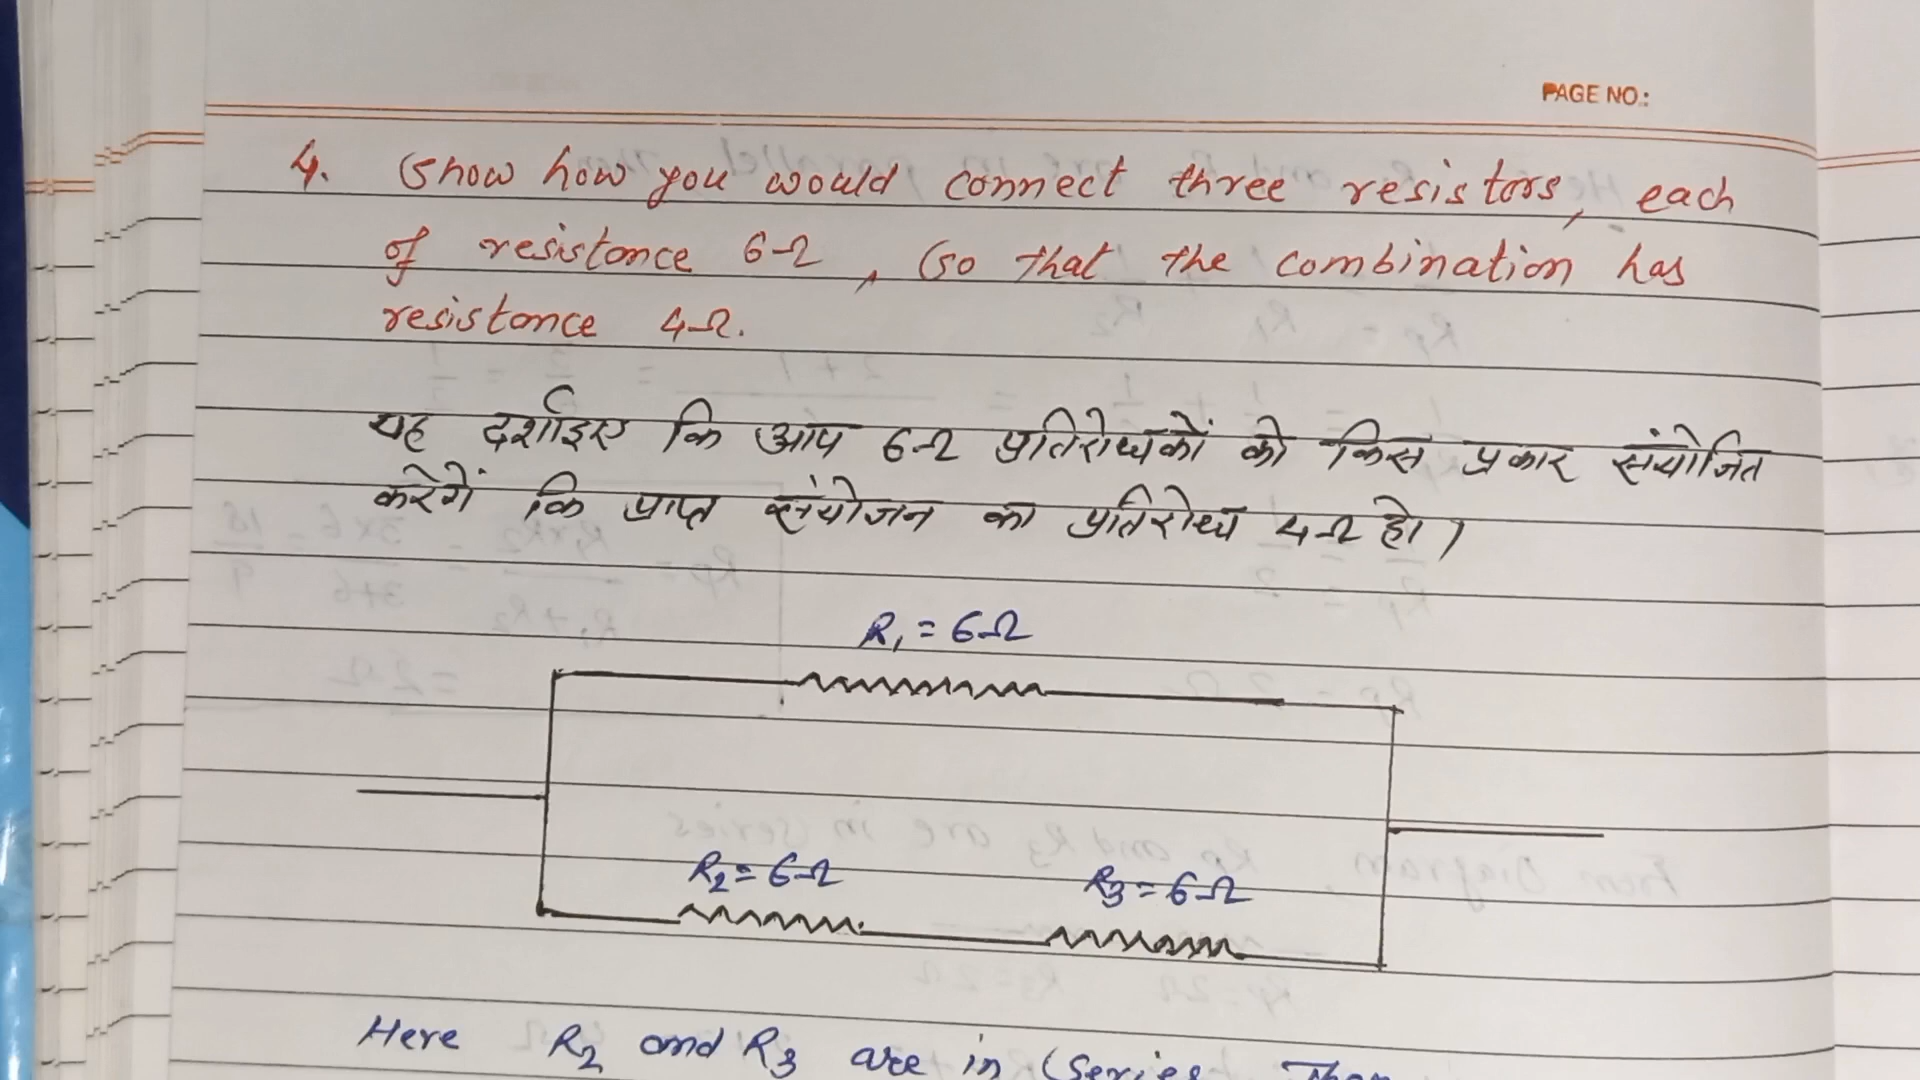 PAGE NO.:
4. Show how you would connect three resistors, each
of resistance 6Ω, so that the combination has
resistance 4Ω.
यह दर्शाइए कि आप 6Ω प्रतिरोधकों को किस प्रकार संयोजित
करेगें कि प्राप्त संयोजन का प्रतिरोध 4Ω हो।
R₁ = 6Ω
R₂ = 6Ω R₃ = 6Ω
Here R₂ and R₃ are in series Then